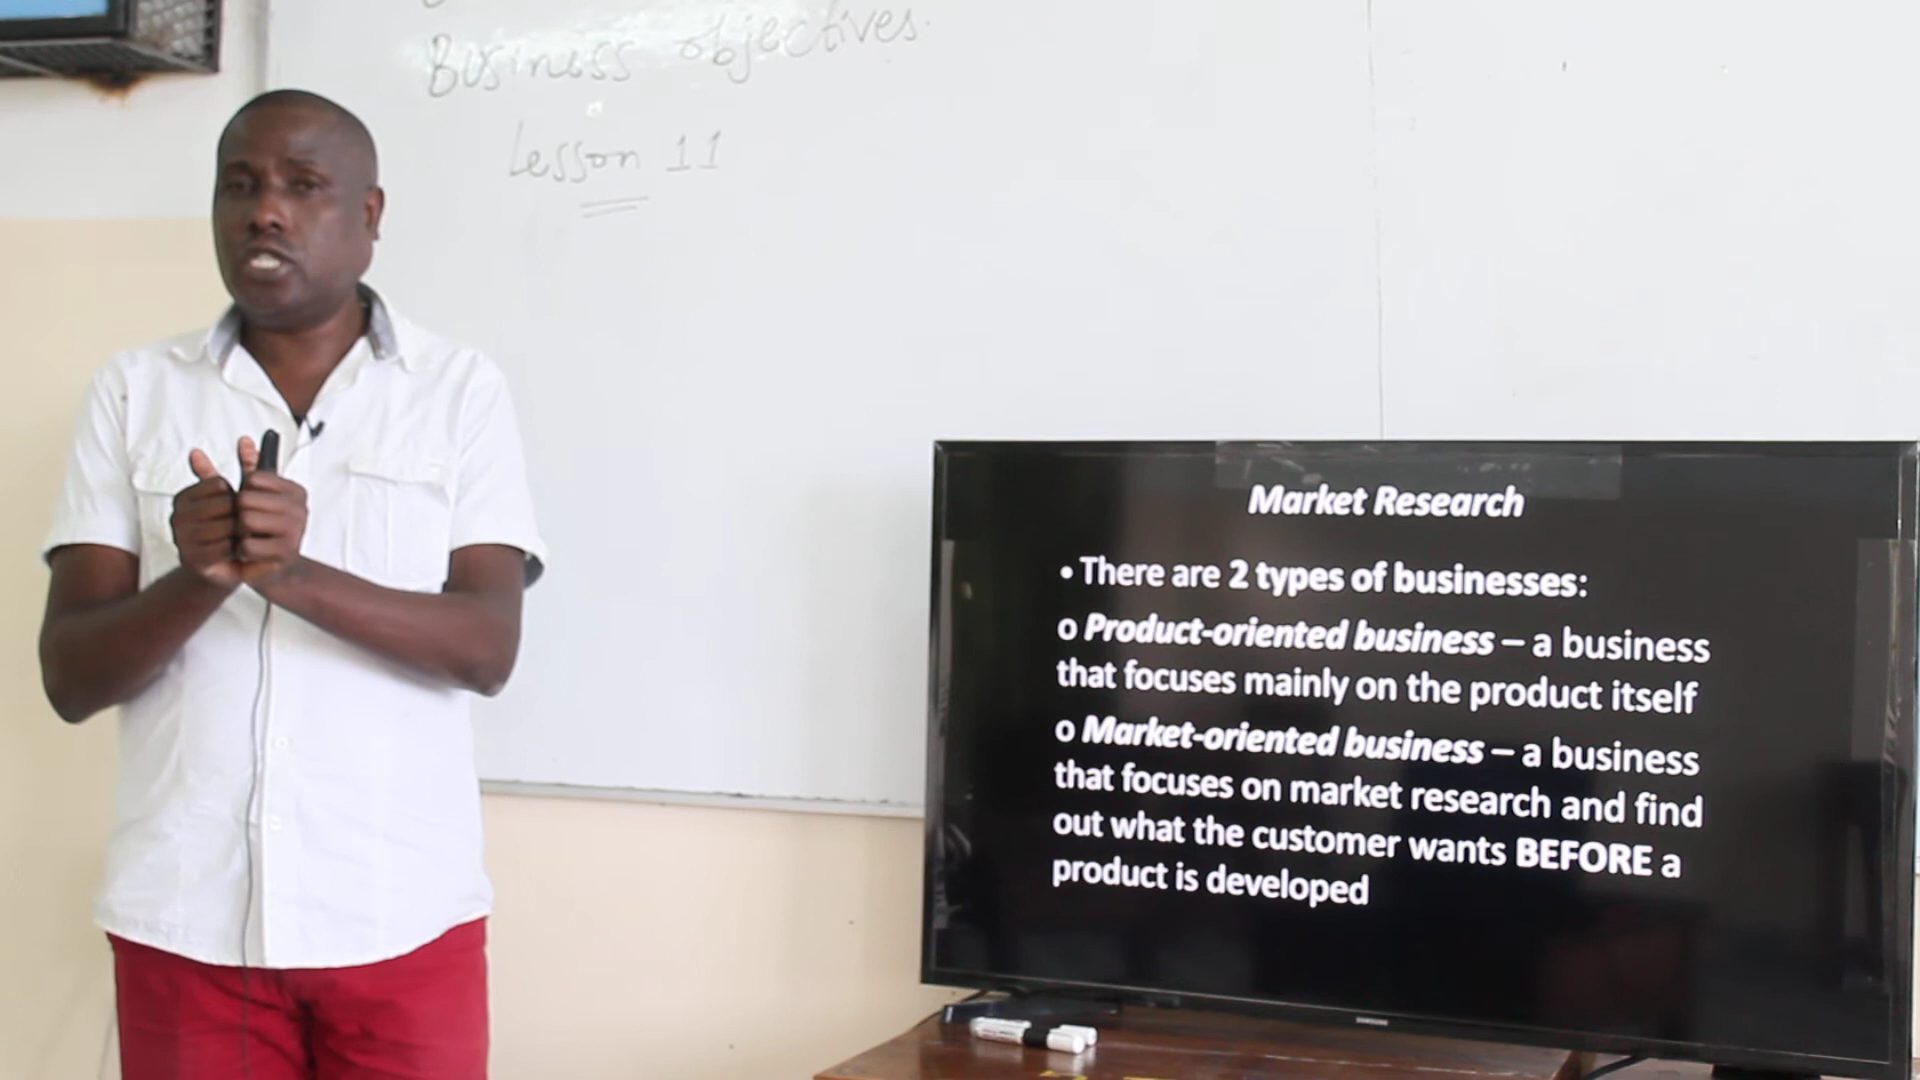 Business objectives.
Lesson 11
Market Research
• There are 2 types of businesses:
o Product-oriented business – a business
that focuses mainly on the product itself
o Market-oriented business – a business
that focuses on market research and find
out what the customer wants BEFORE a
product is developed
SAMSUNG